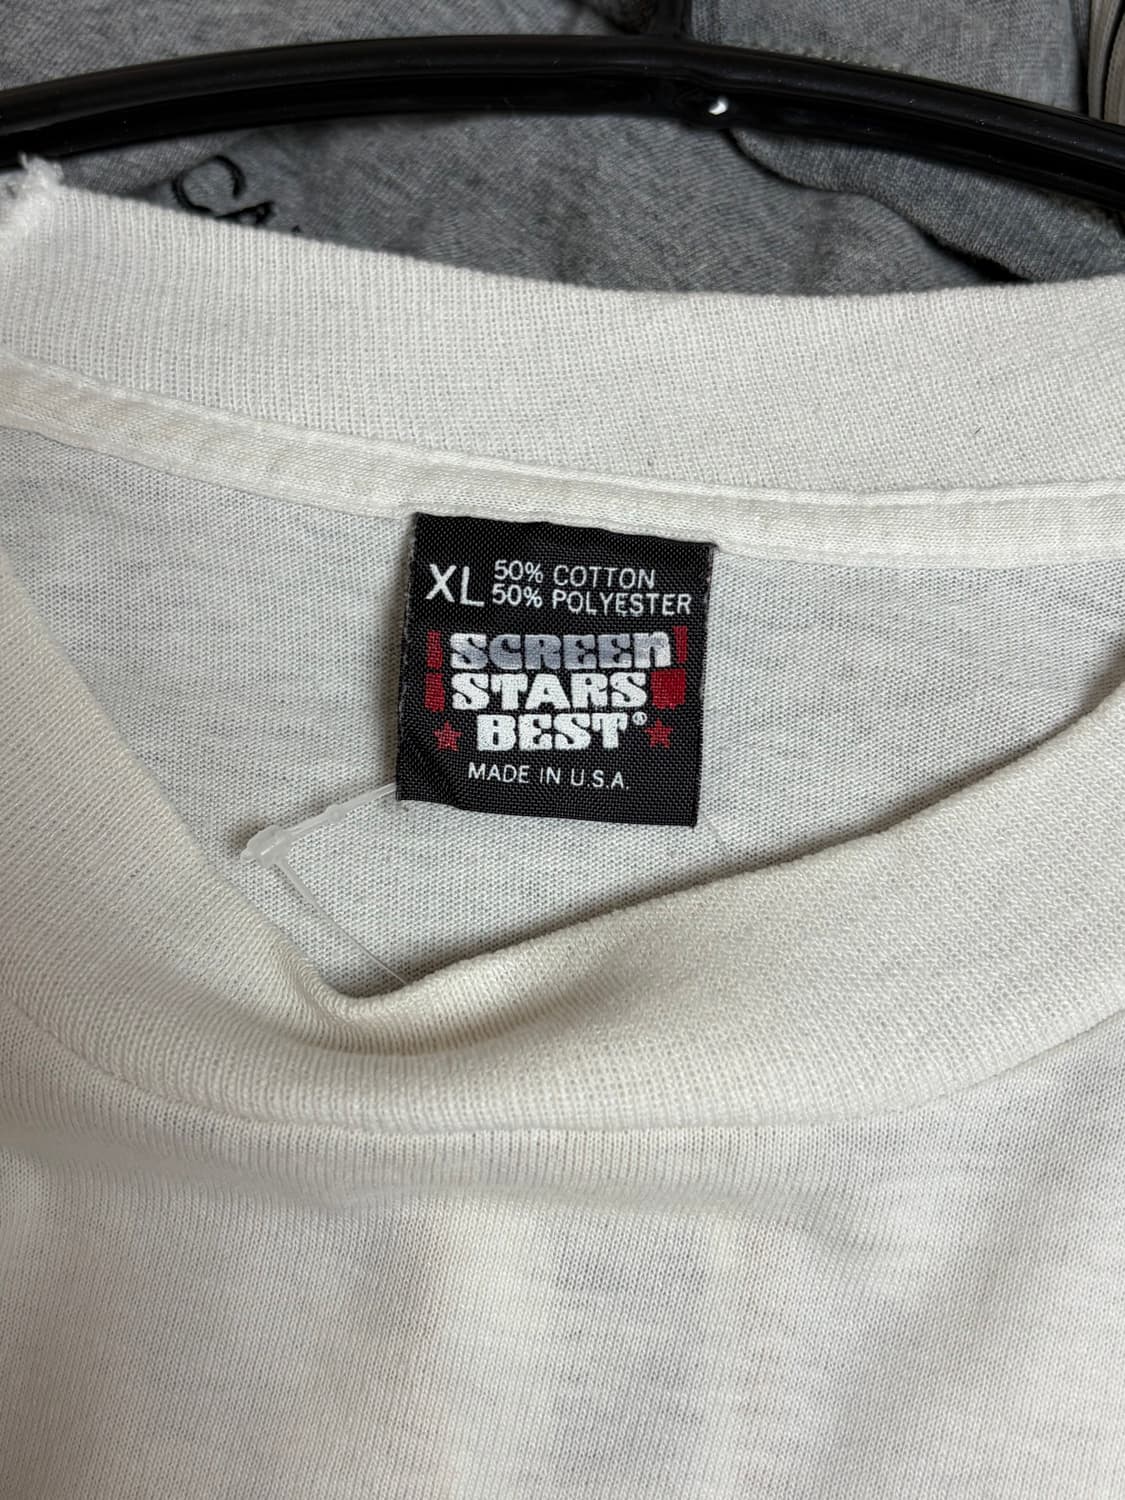 XL 50% COTTON
50% POLYESTER
SCREEN
STARS
BEST®
MADE IN U.S.A.